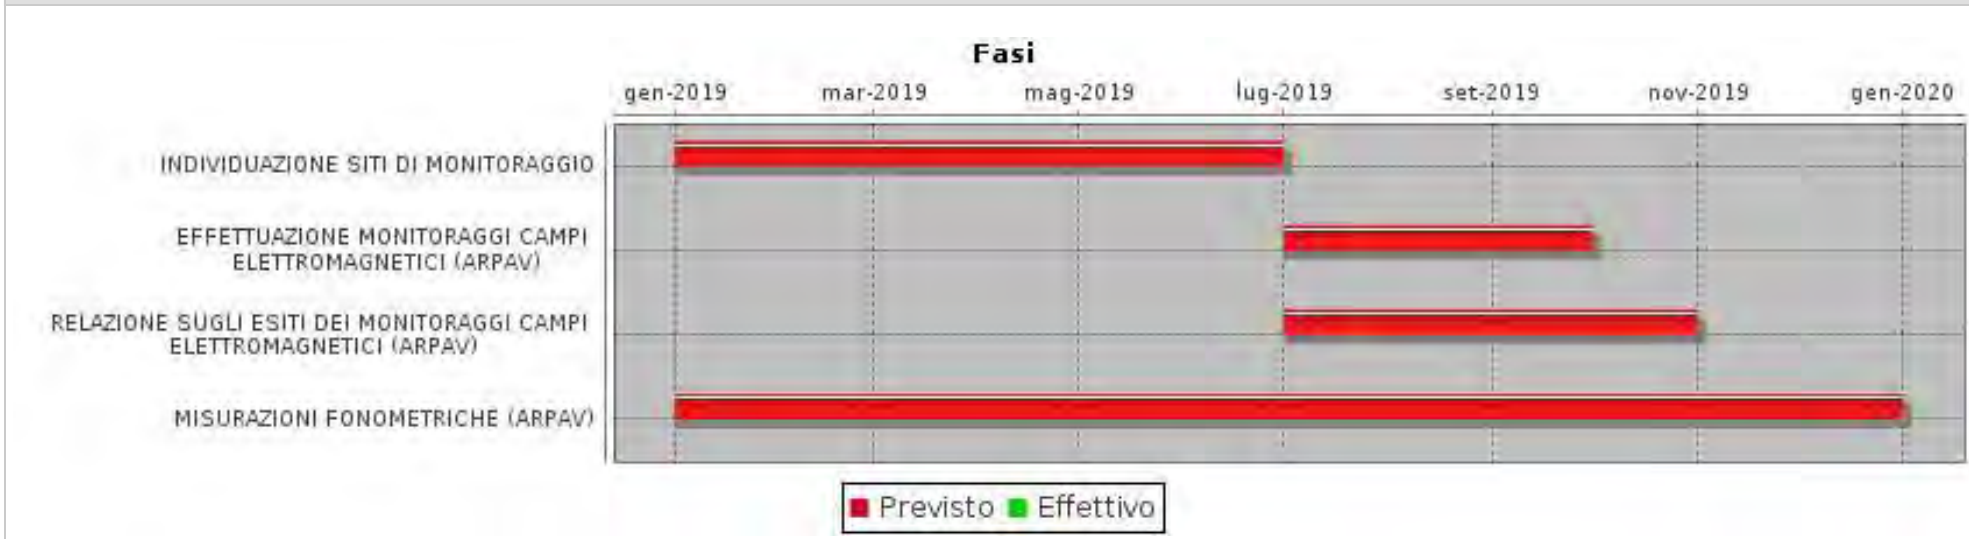 Fasi
gen-2019 mar-2019 mag-2019 lug-2019 set-2019 nov-2019 gen-2020
INDIVIDUAZIONE SITI DI MONITORAGGIO
EFFETTUAZIONE MONITORAGGI CAMPI
ELETTROMAGNETICI (ARPAV)
RELAZIONE SUGLI ESITI DEI MONITORAGGI CAMPI
ELETTROMAGNETICI (ARPAV)
MISURAZIONI FONOMETRICHE (ARPAV)
Previsto Effettivo